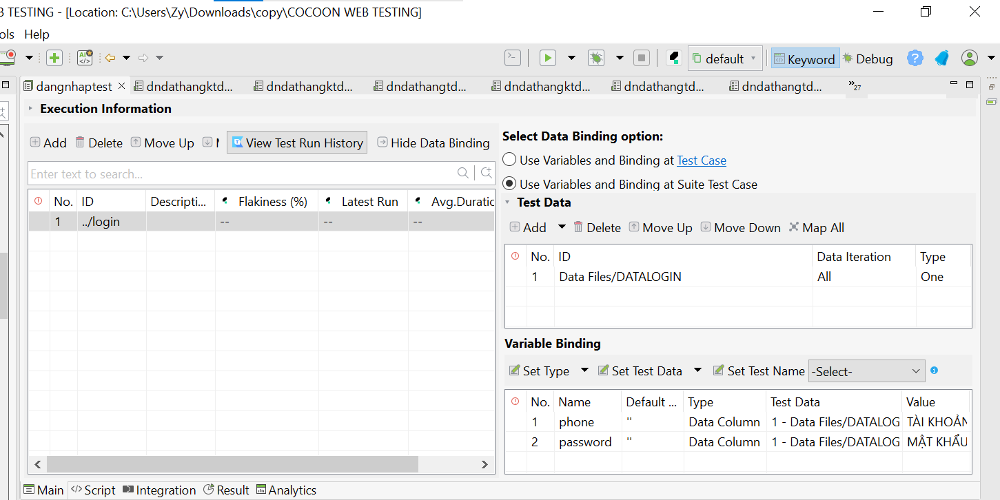 B TESTING - [Location: C:\Users\Zy\Downloads\copy\COCOON WEB TESTING]
ols Help
default Keyword Debug
dangnhaptest dndathangktd... dndathangktd... dndathangtd... dndathangktd... dndathangtd... dndathangtd... »27
Execution Information
Add Delete Move Up View Test Run History Hide Data Binding
Enter text to search...
No. ID Descripti... Flakiness (%) Latest Run Avg.Duratic
1 ../login -- -- --
Select Data Binding option:
Use Variables and Binding at Test Case
Use Variables and Binding at Suite Test Case
Test Data
Add Delete Move Up Move Down Map All
No. ID Data Iteration Type
1 Data Files/DATALOGIN All One
Variable Binding
Set Type Set Test Data Set Test Name -Select-
No. Name Default ... Type Test Data Value
1 phone '' Data Column 1 - Data Files/DATALOG TÀI KHOẢN
2 password '' Data Column 1 - Data Files/DATALOG MẬT KHẨU
Main Script Integration Result Analytics